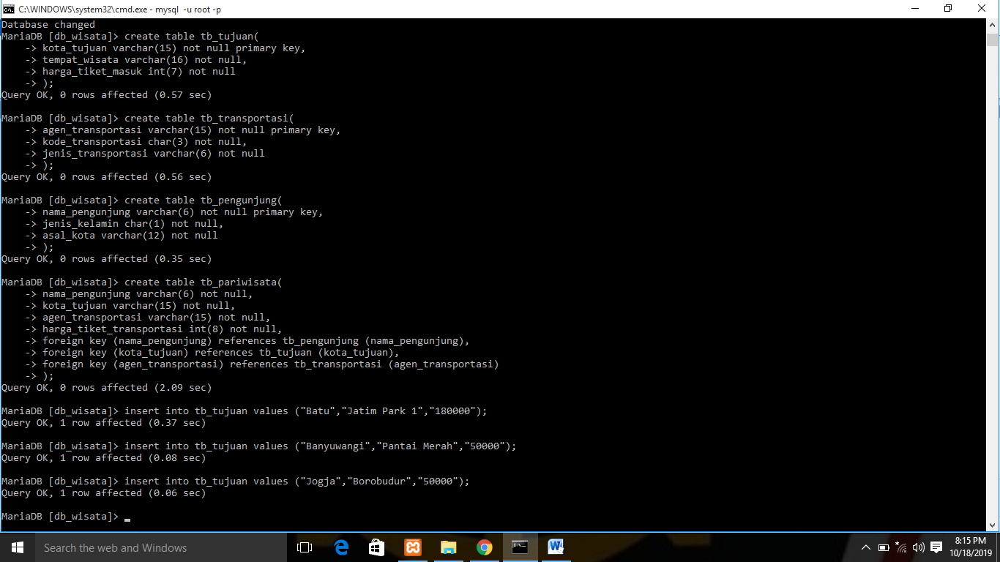 C:\WINDOWS\system32\cmd.exe - mysql  -u root -p
Database changed
MariaDB [db_wisata]> create table tb_tujuan(
    -> kota_tujuan varchar(15) not null primary key,
    -> tempat_wisata varchar(16) not null,
    -> harga_tiket_masuk int(7) not null
    -> );
Query OK, 0 rows affected (0.57 sec)
MariaDB [db_wisata]> create table tb_transportasi(
    -> agen_transportasi varchar(15) not null primary key,
    -> kode_transportasi char(3) not null,
    -> jenis_transportasi varchar(6) not null
    -> );
Query OK, 0 rows affected (0.56 sec)
MariaDB [db_wisata]> create table tb_pengunjung(
    -> nama_pengunjung varchar(6) not null primary key,
    -> jenis_kelamin char(1) not null,
    -> asal_kota varchar(12) not null
    -> );
Query OK, 0 rows affected (0.35 sec)
MariaDB [db_wisata]> create table tb_pariwisata(
    -> nama_pengunjung varchar(6) not null,
    -> kota_tujuan varchar(15) not null,
    -> agen_transportasi varchar(15) not null,
    -> harga_tiket_transportasi int(8) not null,
    -> foreign key (nama_pengunjung) references tb_pengunjung (nama_pengunjung),
    -> foreign key (kota_tujuan) references tb_tujuan (kota_tujuan),
    -> foreign key (agen_transportasi) references tb_transportasi (agen_transportasi)
    -> );
Query OK, 0 rows affected (2.09 sec)
MariaDB [db_wisata]> insert into tb_tujuan values ("Batu","Jatim Park 1","180000");
Query OK, 1 row affected (0.37 sec)
MariaDB [db_wisata]> insert into tb_tujuan values ("Banyuwangi","Pantai Merah","50000");
Query OK, 1 row affected (0.08 sec)
MariaDB [db_wisata]> insert into tb_tujuan values ("Jogja","Borobudur","50000");
Query OK, 1 row affected (0.06 sec)
MariaDB [db_wisata]> _
Search the web and Windows
8:15 PM
10/18/2019